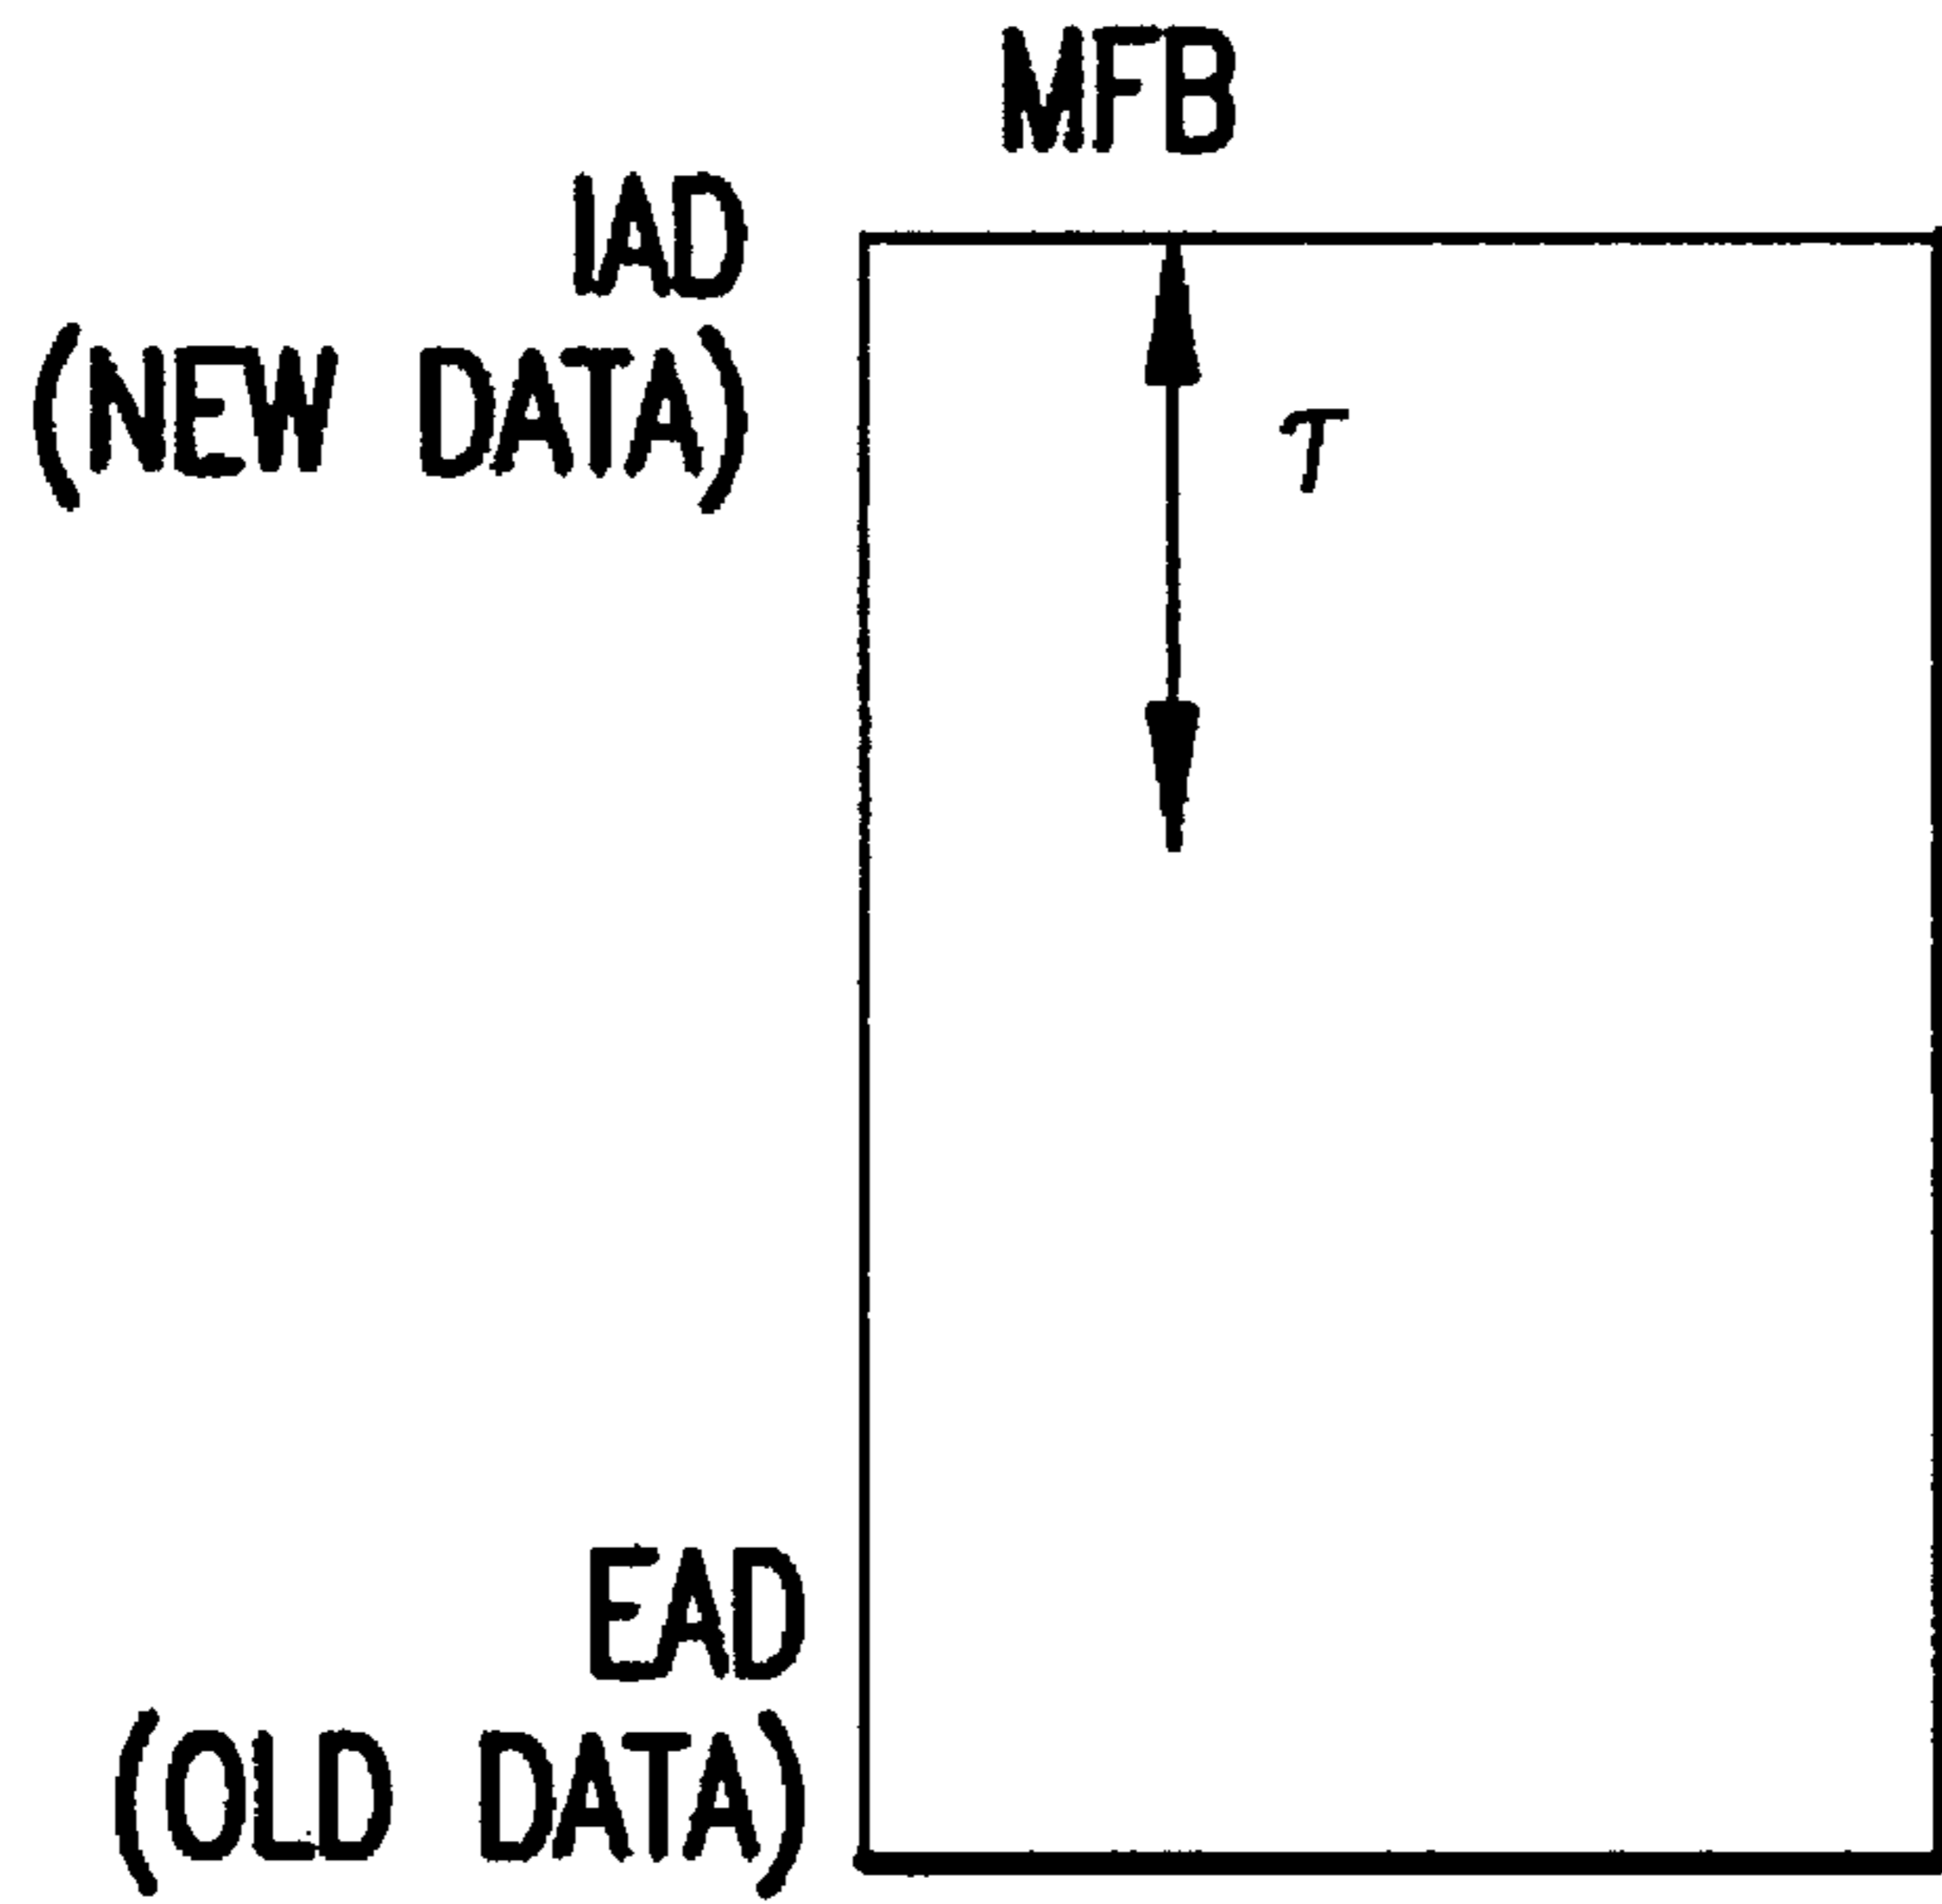 MFB
IAD
(NEW DATA)
τ
EAD
(OLD DATA)